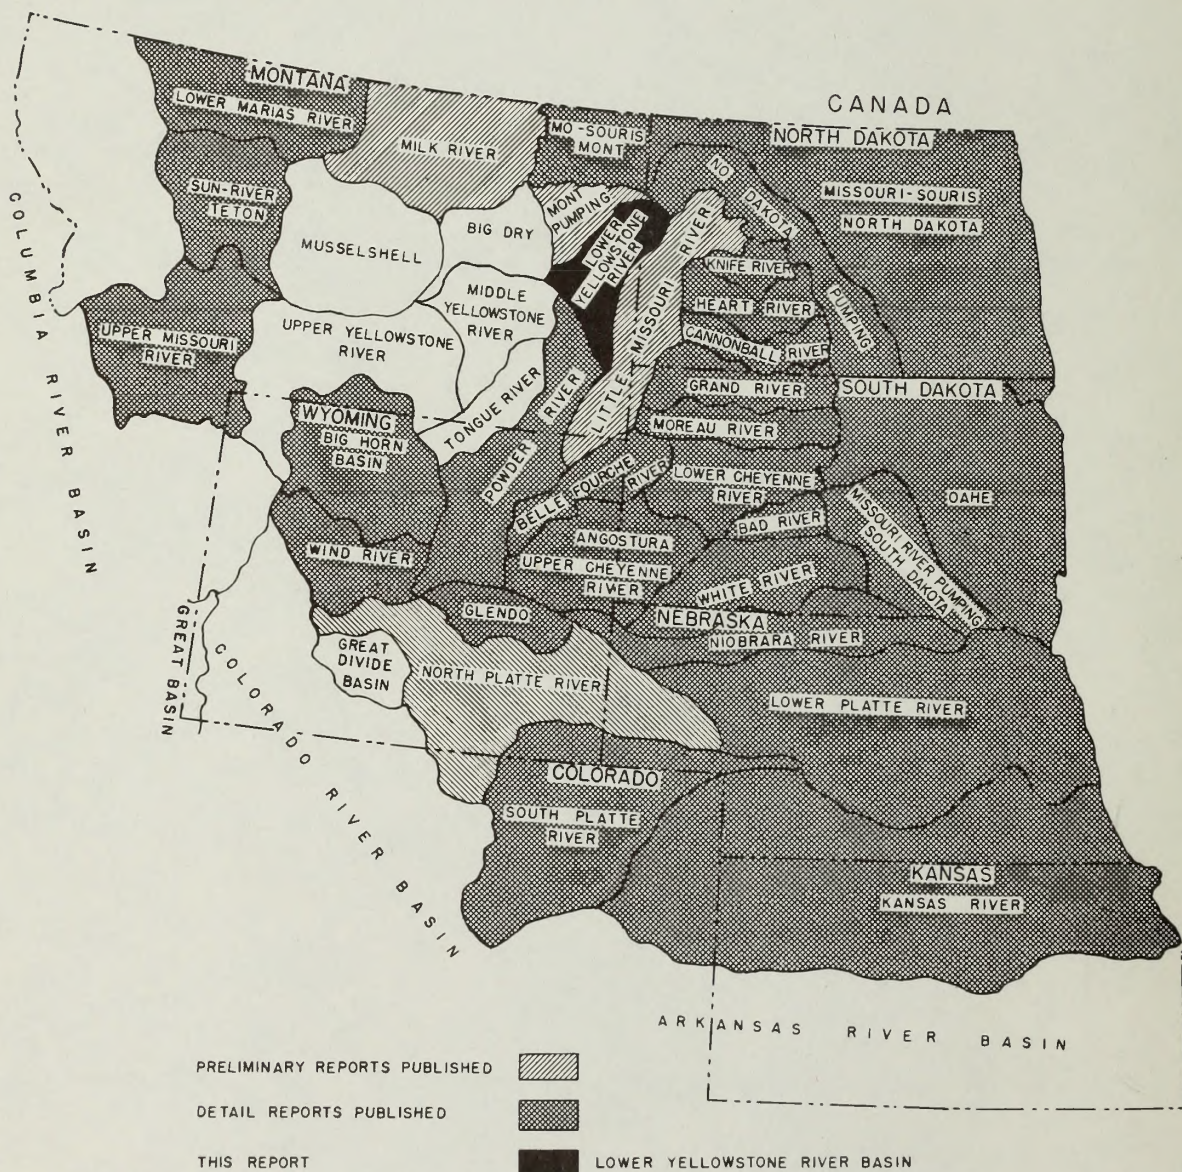 CANADA
MONTANA
LOWER MARIAS RIVER
MILK RIVER
MO-SOURIS
MONT
NORTH DAKOTA
NO DAKOTA
PUMPING
MISSOURI-SOURIS
NORTH DAKOTA
SUN-RIVER
TETON
MUSSELSHELL
BIG DRY
MONT
PUMPING
LOWER
YELLOWSTONE
RIVER
LITTLE MISSOURI RIVER
KNIFE RIVER
HEART RIVER
CANNONBALL RIVER
MIDDLE
YELLOWSTONE
RIVER
UPPER MISSOURI
RIVER
UPPER YELLOWSTONE
RIVER
TONGUE RIVER
POWDER RIVER
GRAND RIVER
SOUTH DAKOTA
WYOMING
BIG HORN
BASIN
MOREAU RIVER
BELLE FOURCHE
RIVER
LOWER CHEYENNE
RIVER
OAHE
BAD RIVER
MISSOURI RIVER PUMPING
SOUTH DAKOTA
WIND RIVER
ANGOSTURA
UPPER CHEYENNE
RIVER
WHITE RIVER
GLENDO
NEBRASKA
NIOBRARA RIVER
GREAT
DIVIDE
BASIN
NORTH PLATTE RIVER
LOWER PLATTE RIVER
COLORADO
SOUTH PLATTE
RIVER
KANSAS
KANSAS RIVER
COLUMBIA RIVER BASIN
GREAT BASIN
COLORADO RIVER BASIN
ARKANSAS RIVER BASIN
PRELIMINARY REPORTS PUBLISHED
DETAIL REPORTS PUBLISHED
THIS REPORT LOWER YELLOWSTONE RIVER BASIN